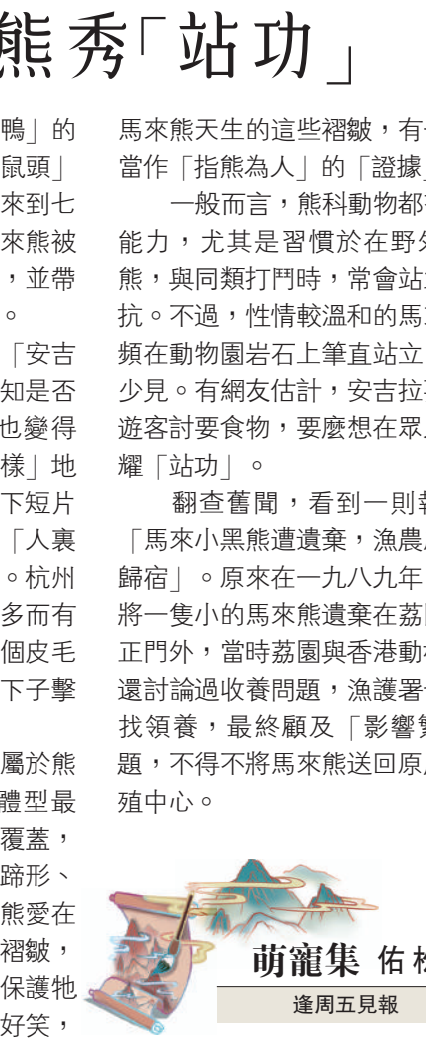 熊秀「站功」
鴨」的
鼠頭」
來到七
來熊被
，並帶
。
「安吉
知是否
也變得
樣」地
下短片
「人裏
。杭州
多而有
個皮毛
下子擊
屬於熊
體型最
覆蓋，
蹄形、
熊愛在
褶皺，
保護牠
好笑，
馬來熊天生的這些褶皺，有
當作「指熊為人」的「證據」
一般而言，熊科動物都
能力，尤其是習慣於在野外
熊，與同類打鬥時，常會站
抗。不過，性情較溫和的馬
頻在動物園岩石上筆直站立
少見。有網友估計，安吉拉
遊客討要食物，要麼想在眾
耀「站功」。
翻查舊聞，看到一則
「馬來小黑熊遭遺棄，漁農
歸宿」。原來在一九八九年
將一隻小的馬來熊遺棄在荔
正門外，當時荔園與香港動
還討論過收養問題，漁護署
找領養，最終顧及「影響
題，不得不將馬來熊送回原
殖中心。
萌寵集 佑
逢周五見報